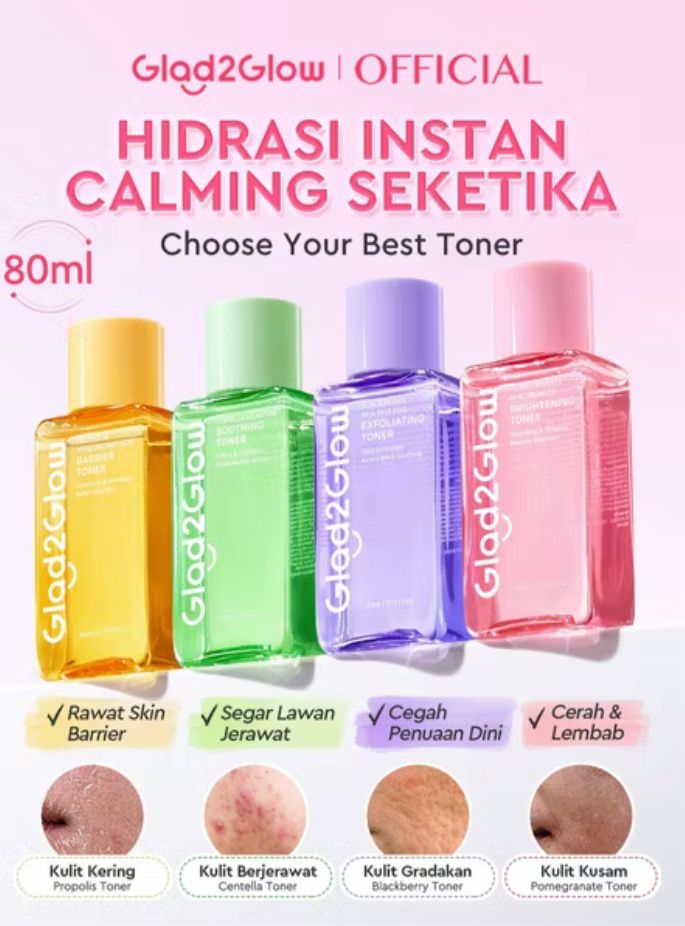 Glad2Glow | OFFICIAL
HIDRASI INSTAN
CALMING SEKETIKA
Choose Your Best Toner
80ml
BARRIER
TONER
Glad2Glow
SOOTHING
TONER
Glad2Glow
EXFOLIATING
TONER
Glad2Glow
BRIGHTENING
TONER
Glad2Glow
✓ Rawat Skin
Barrier
✓ Segar Lawan
Jerawat
✓ Cegah
Penuaan Dini
✓ Cerah &
Lembab
Kulit Kering
Propolis Toner
Kulit Berjerawat
Centella Toner
Kulit Gradakan
Blackberry Toner
Kulit Kusam
Pomegranate Toner